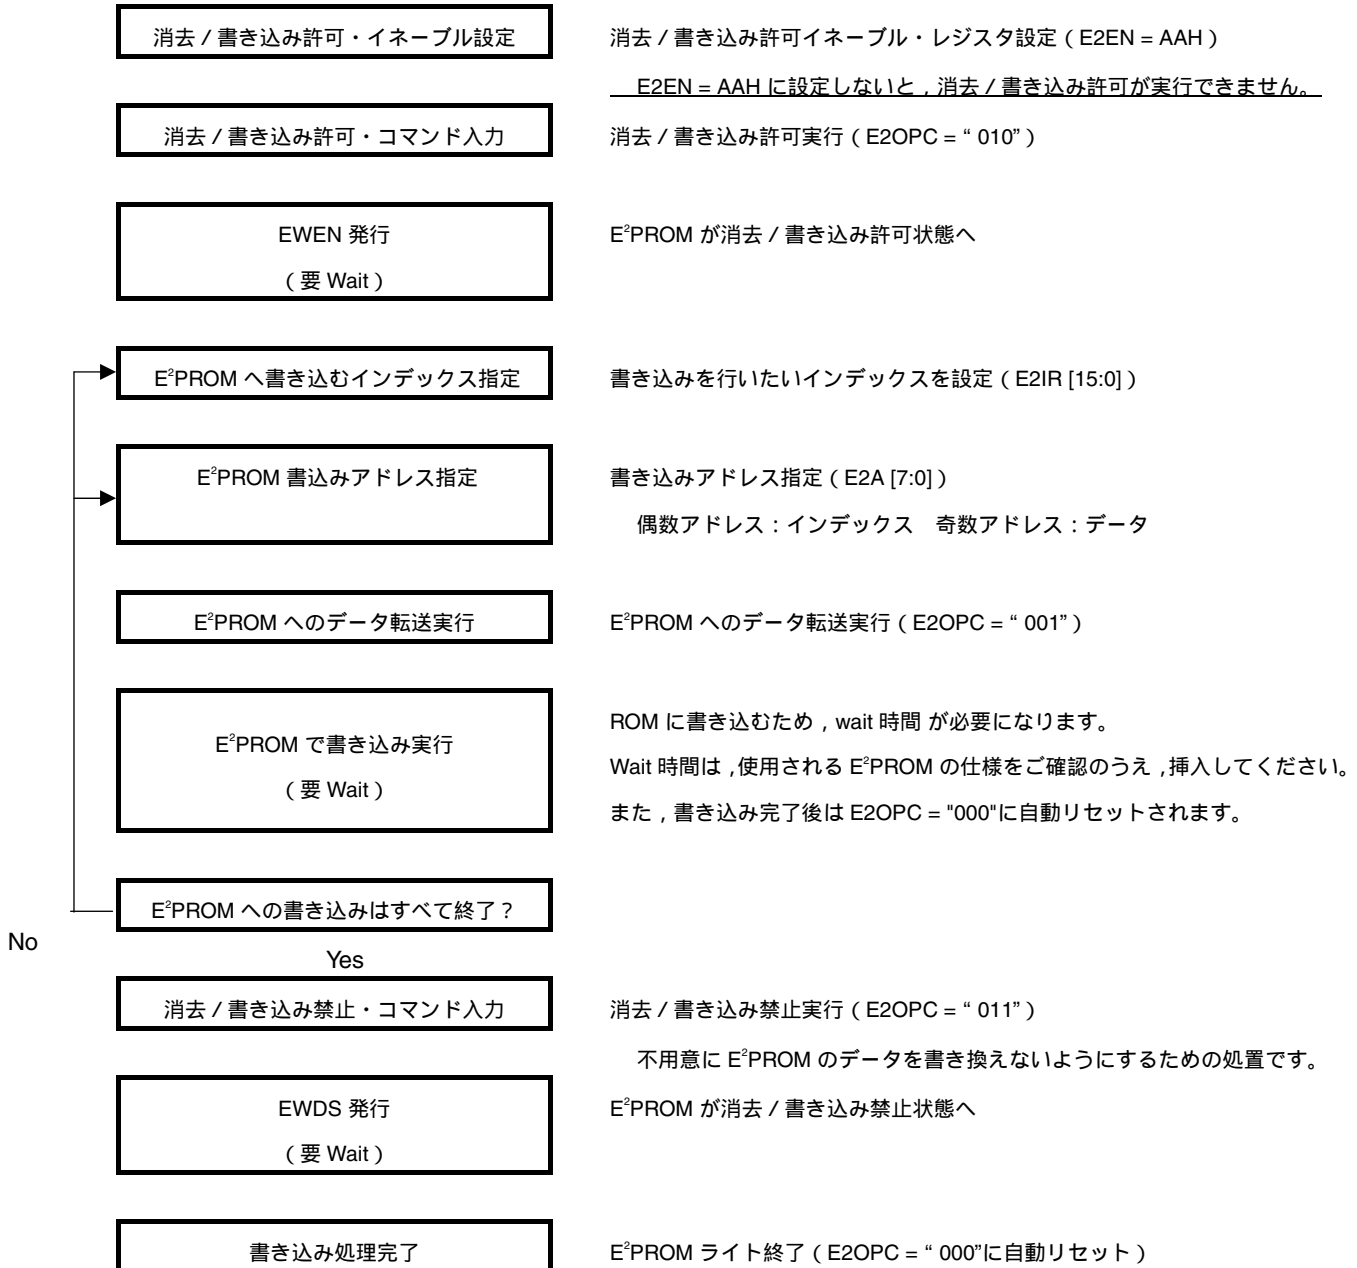 消去／書き込み許可・イネーブル設定
消去／書き込み許可イネーブル・レジスタ設定（E2EN = AAH）
E2EN = AAH に設定しないと，消去／書き込み許可が実行できません。
消去／書き込み許可・コマンド入力
消去／書き込み許可実行（E2OPC = “ 010”）
EWEN 発行
（要 Wait）
E²PROM が消去／書き込み許可状態へ
E²PROM へ書き込むインデックス指定
書き込みを行いたいインデックスを設定（E2IR [15:0]）
E²PROM 書込みアドレス指定
書き込みアドレス指定（E2A [7:0]）
偶数アドレス：インデックス　奇数アドレス：データ
E²PROM へのデータ転送実行
E²PROM へのデータ転送実行（E2OPC = “ 001”）
E²PROM で書き込み実行
（要 Wait）
ROM に書き込むため，wait 時間 が必要になります。
Wait 時間は，使用される E²PROM の仕様をご確認のうえ，挿入してください。
また，書き込み完了後は E2OPC = "000"に自動リセットされます。
E²PROM への書き込みはすべて終了？
No
Yes
消去／書き込み禁止・コマンド入力
消去／書き込み禁止実行（E2OPC = “ 011”）
不用意に E²PROM のデータを書き換えないようにするための処置です。
EWDS 発行
（要 Wait）
E²PROM が消去／書き込み禁止状態へ
書き込み処理完了
E²PROM ライト終了（E2OPC = “ 000”に自動リセット）